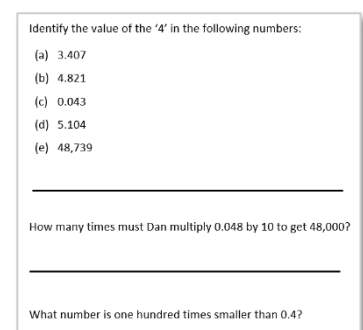 Identify the value of the ‘4’ in the following numbers:
(a) 3.407
(b) 4.821
(c) 0.043
(d) 5.104
(e) 48,739
How many times must Dan multiply 0.048 by 10 to get 48,000?
What number is one hundred times smaller than 0.4?